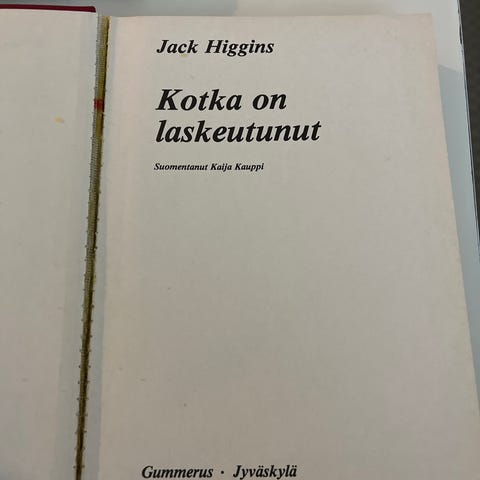 Jack Higgins
Kotka on
laskeutunut
Suomentanut Kaija Kauppi
Gummerus · Jyväskylä